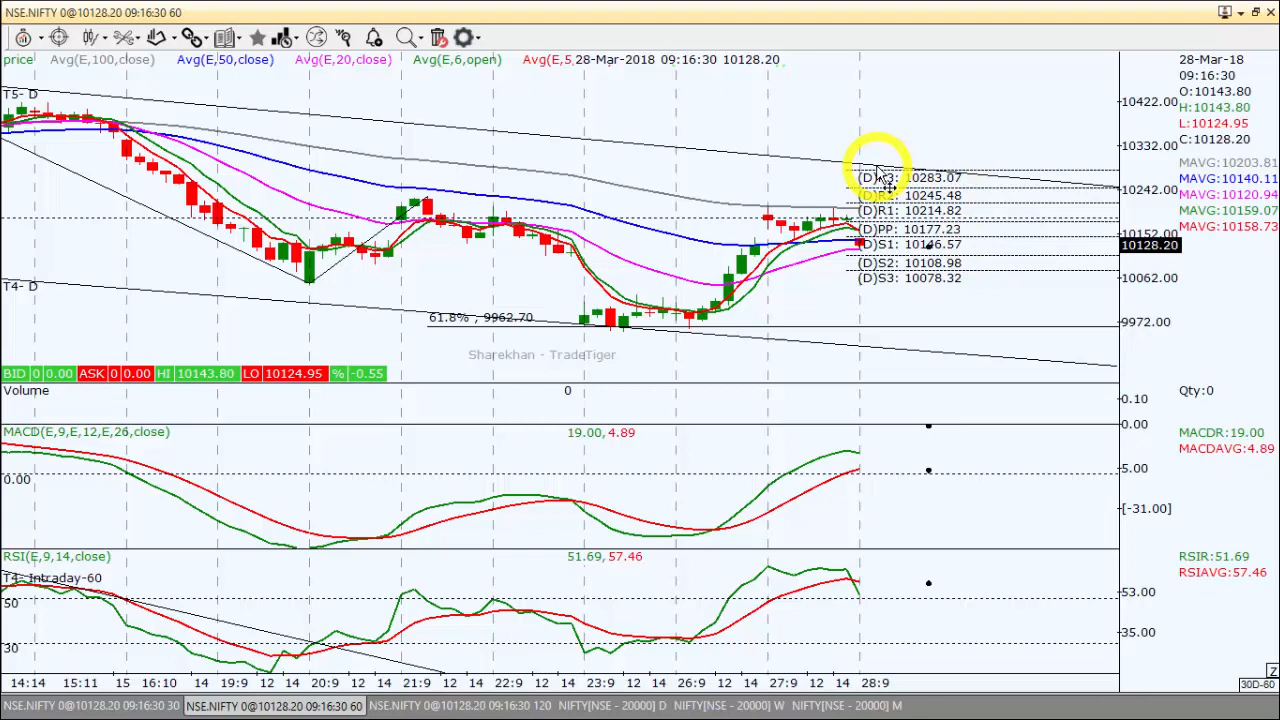 NSE.NIFTY 0@10128.20 09:16:30 60
price Avg(E,100,close) Avg(E,50,close) Avg(E,20,close) Avg(E,6,open) Avg(E,5, 28-Mar-2018 09:16:30 10128.20
28-Mar-18
09:16:30
O:10143.80
H:10143.80
L:10124.95
C:10128.20
MAVG:10203.81
MAVG:10140.11
MAVG:10120.94
MAVG:10159.07
MAVG:10158.73
T5- D
10422.00
10332.00
10242.00
10152.00
10128.20
10062.00
9972.00
(D)R3: 10283.07
(D)R2: 10245.48
(D)R1: 10214.82
(D)PP: 10177.23
(D)S1: 10146.57
(D)S2: 10108.98
(D)S3: 10078.32
T4- D
61.8% , 9962.70
Sharekhan - TradeTiger
BID 0 0.00 ASK 0 0.00 HI 10143.80 LO 10124.95 % -0.55
Volume 0
Qty:0
0.10
0.00
MACD(E,9,E,12,E,26,close) 19.00,4.89
MACDR:19.00
MACDAVG:4.89
5.00
0.00
[-31.00]
RSI(E,9,14,close) 51.69,57.46
RSIR:51.69
RSIAVG:57.46
T4- Intraday-60
53.00
50
35.00
30
14:14 15:11 15 16:10 14 19:9 12 14 20:9 12 14 21:9 12 14 22:9 12 14 23:9 12 14 26:9 12 14 27:9 12 14 28:9
Z
30D-60
NSE.NIFTY 0@10128.20 09:16:30 30 NSE.NIFTY 0@10128.20 09:16:30 60 NSE.NIFTY 0@10128.20 09:16:30 120 NIFTY[NSE - 20000] D NIFTY[NSE - 20000] W NIFTY[NSE - 20000] M